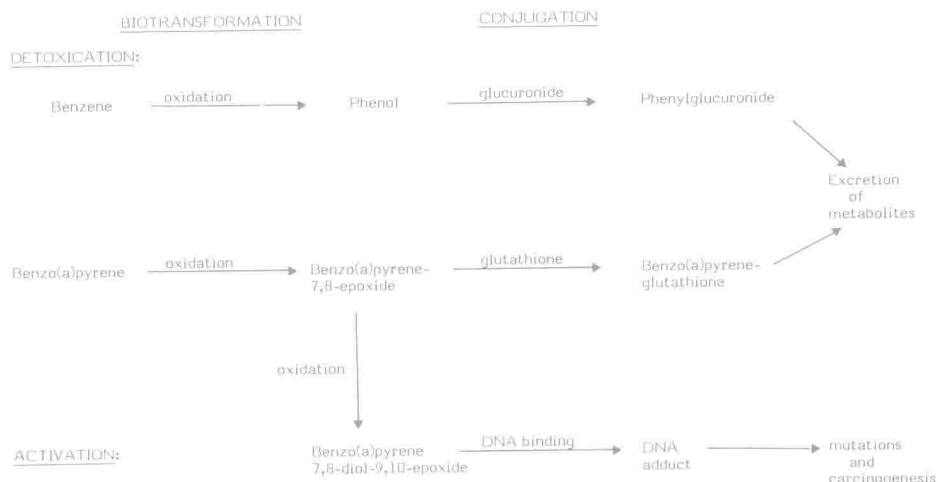 BIOTRANSFORMATION
CONJUGATION
DETOXICATION:
Benzene
oxidation
Phenol
glucuronide
Phenylglucuronide
Excretion
of
metabolites
Benzo(a)pyrene
oxidation
Benzo(a)pyrene-
7,8-epoxide
glutathione
Benzo(a)pyrene-
glutathione
oxidation
ACTIVATION:
Benzo(a)pyrene
7,8-diol-9,10-epoxide
DNA binding
DNA
adduct
mutations
and
carcinogenesis